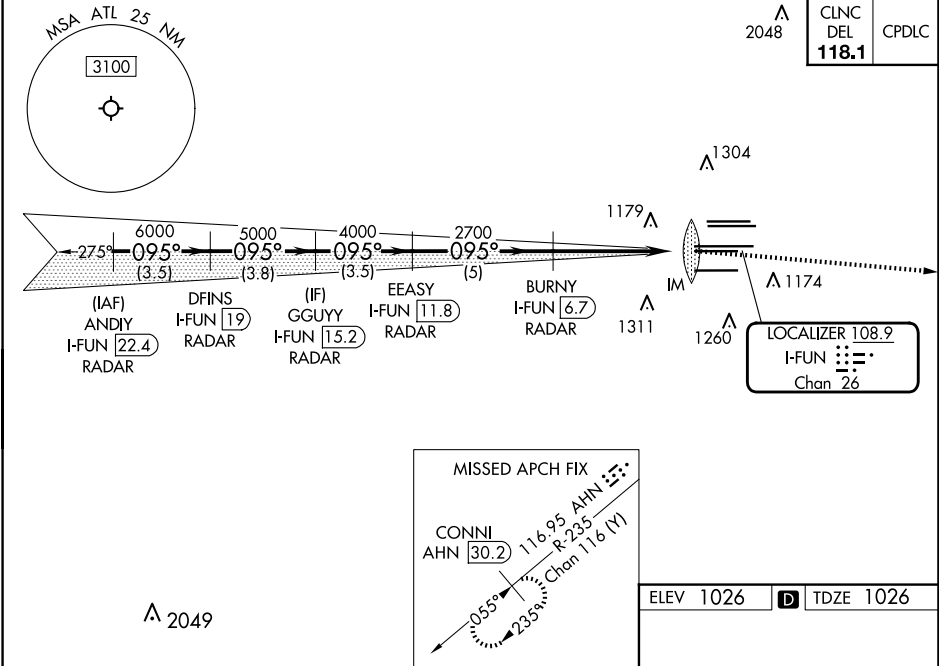 MSA ATL 25 NM
3100
2048
CLNC
DEL
118.1
CPDLC
1304
1179
6000
5000
4000
2700
275°
095°
095°
095°
095°
(3.5)
(3.8)
(3.5)
(5)
(IAF)
ANDIY
I-FUN 22.4
RADAR
DFINS
I-FUN 19
RADAR
(IF)
GGUYY
I-FUN 15.2
RADAR
EEASY
I-FUN 11.8
RADAR
BURNY
I-FUN 6.7
RADAR
IM
1311
1174
1260
LOCALIZER 108.9
I-FUN
Chan 26
MISSED APCH FIX
CONNI
AHN 30.2
116.95 AHN
R-235
Chan 116 (Y)
055°
235°
2049
ELEV 1026
D
TDZE 1026